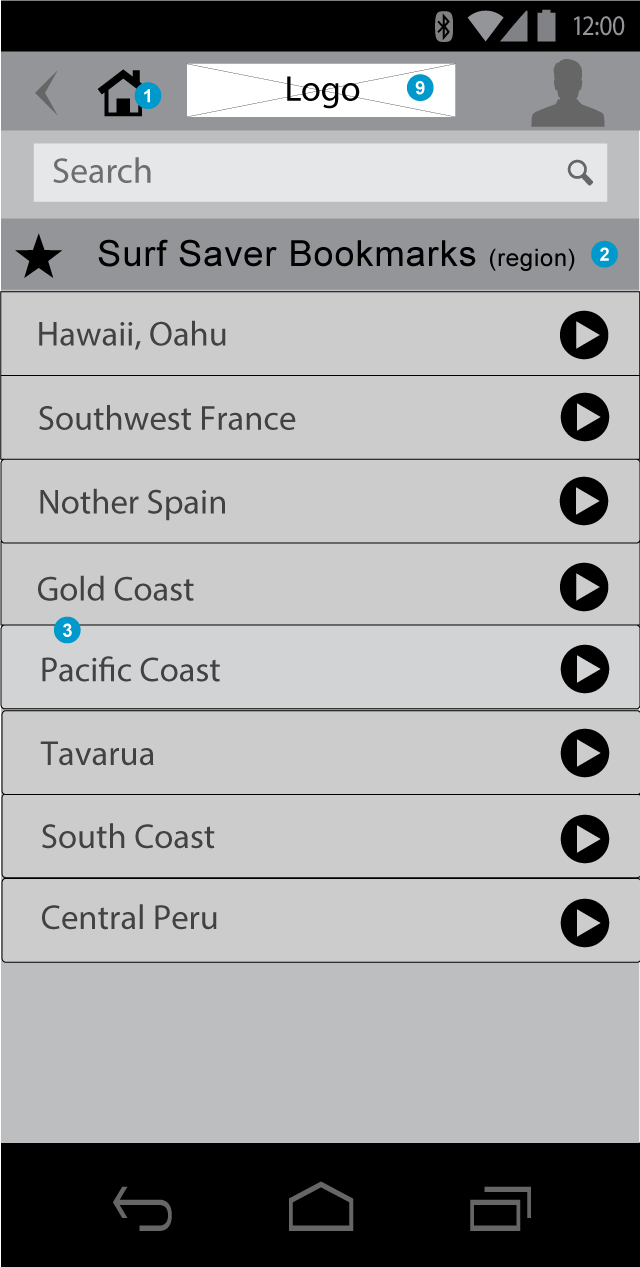 12:00
1
Logo 9
Search
Surf Saver Bookmarks (region) 2
Hawaii, Oahu
Southwest France
Nother Spain
Gold Coast
3
Pacific Coast
Tavarua
South Coast
Central Peru